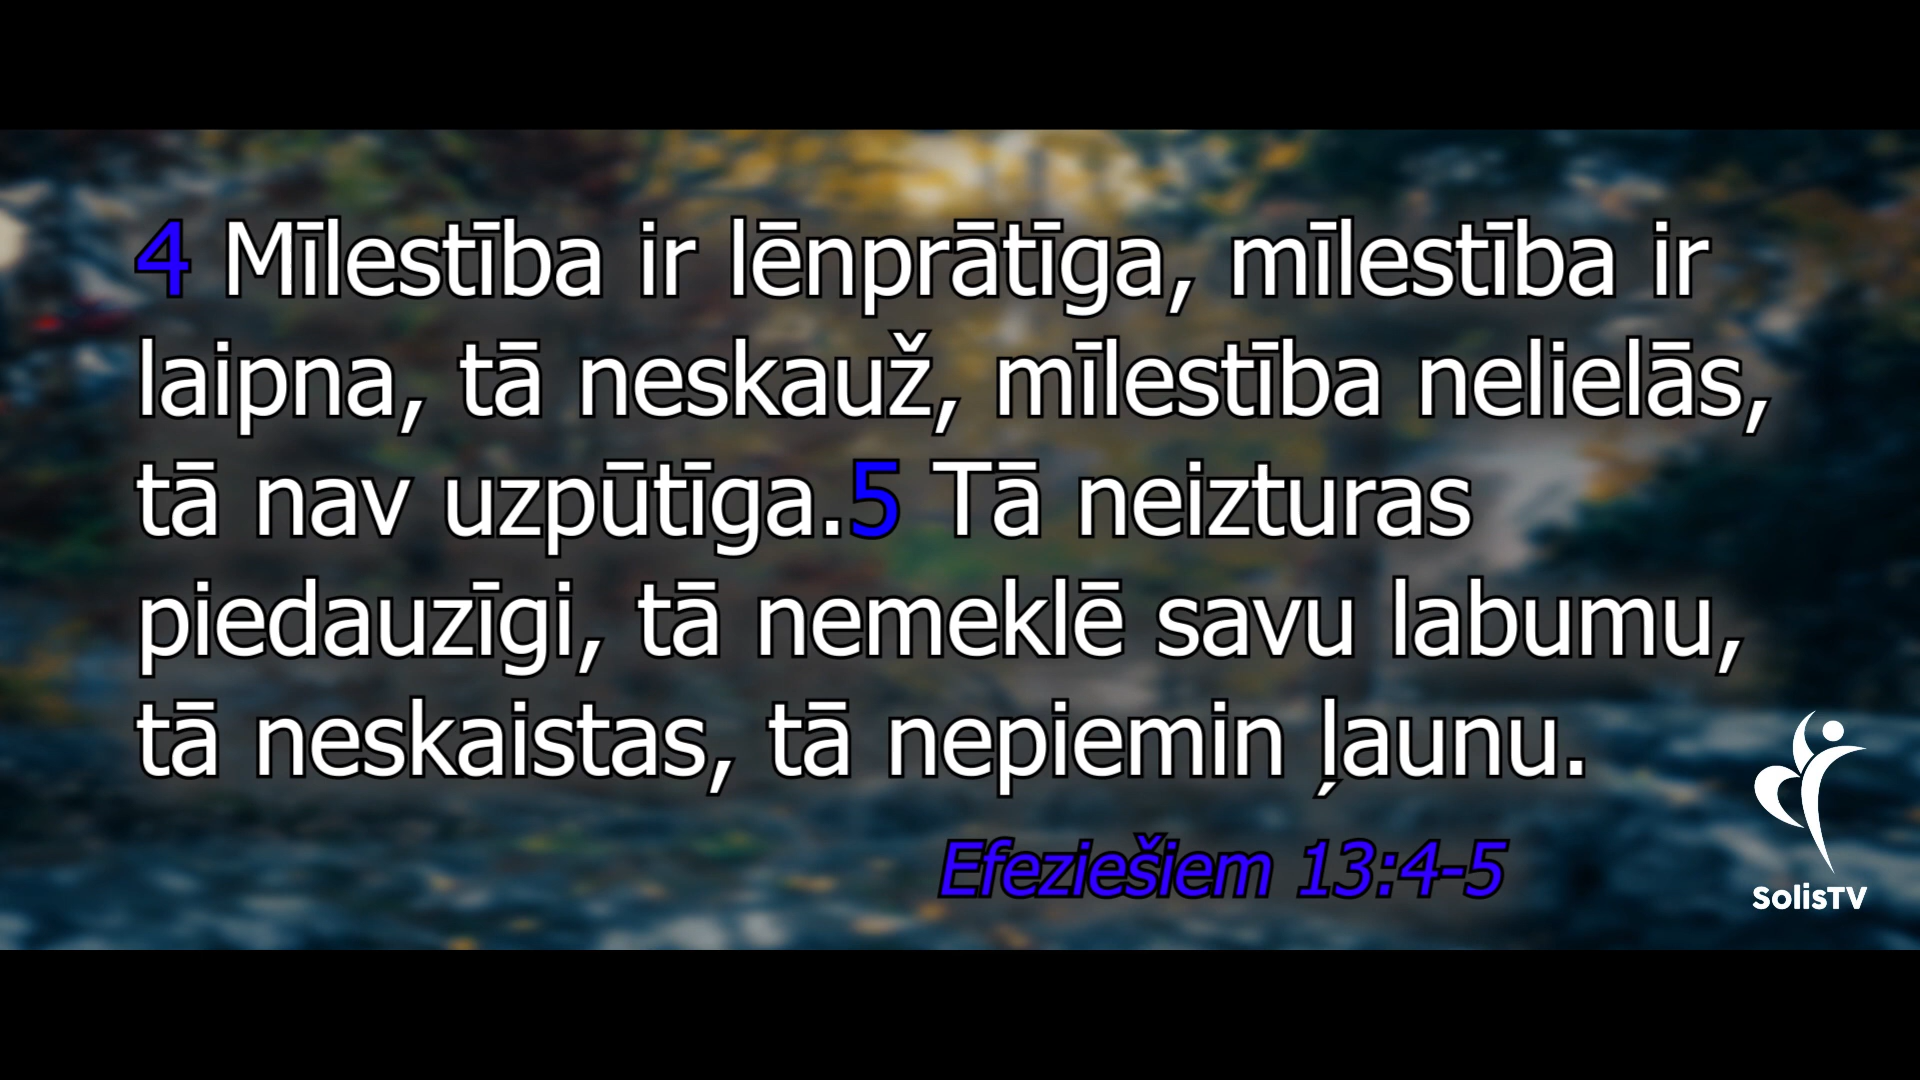 4 Mīlestība ir lēnprātīga, mīlestība ir
laipna, tā neskauž, mīlestība nelielās,
tā nav uzpūtīga.5 Tā neizturas
piedauzīgi, tā nemeklē savu labumu,
tā neskaistas, tā nepiemin ļaunu.
Efeziešiem 13:4-5
SolisTV